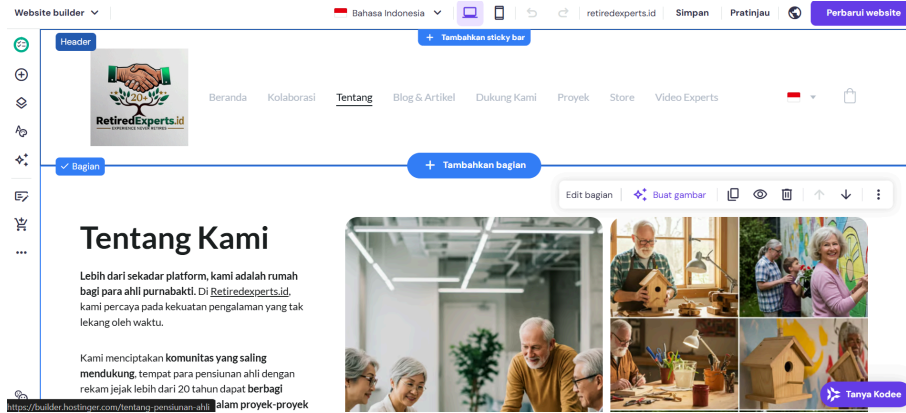 Website builder
Bahasa Indonesia
retiredexperts.id
Simpan
Pratinjau
Perbarui website
Header
Tambahkan sticky bar
20+
RetiredExperts.id
EXPERIENCE NEVER RETIRES
Beranda
Kolaborasi
Tentang
Blog & Artikel
Dukung Kami
Proyek
Store
Video Experts
Bagian
Tambahkan bagian
Edit bagian
Buat gambar
Tentang Kami
Lebih dari sekadar platform, kami adalah rumah
bagi para ahli purnabakti. Di Retiredexperts.id,
kami percaya pada kekuatan pengalaman yang tak
lekang oleh waktu.
Kami menciptakan komunitas yang saling
mendukung, tempat para pensiunan ahli dengan
rekam jejak lebih dari 20 tahun dapat berbagi
alam proyek-proyek
https://builder.hostinger.com/tentang-pensiunan-ahli
Tanya Kodee